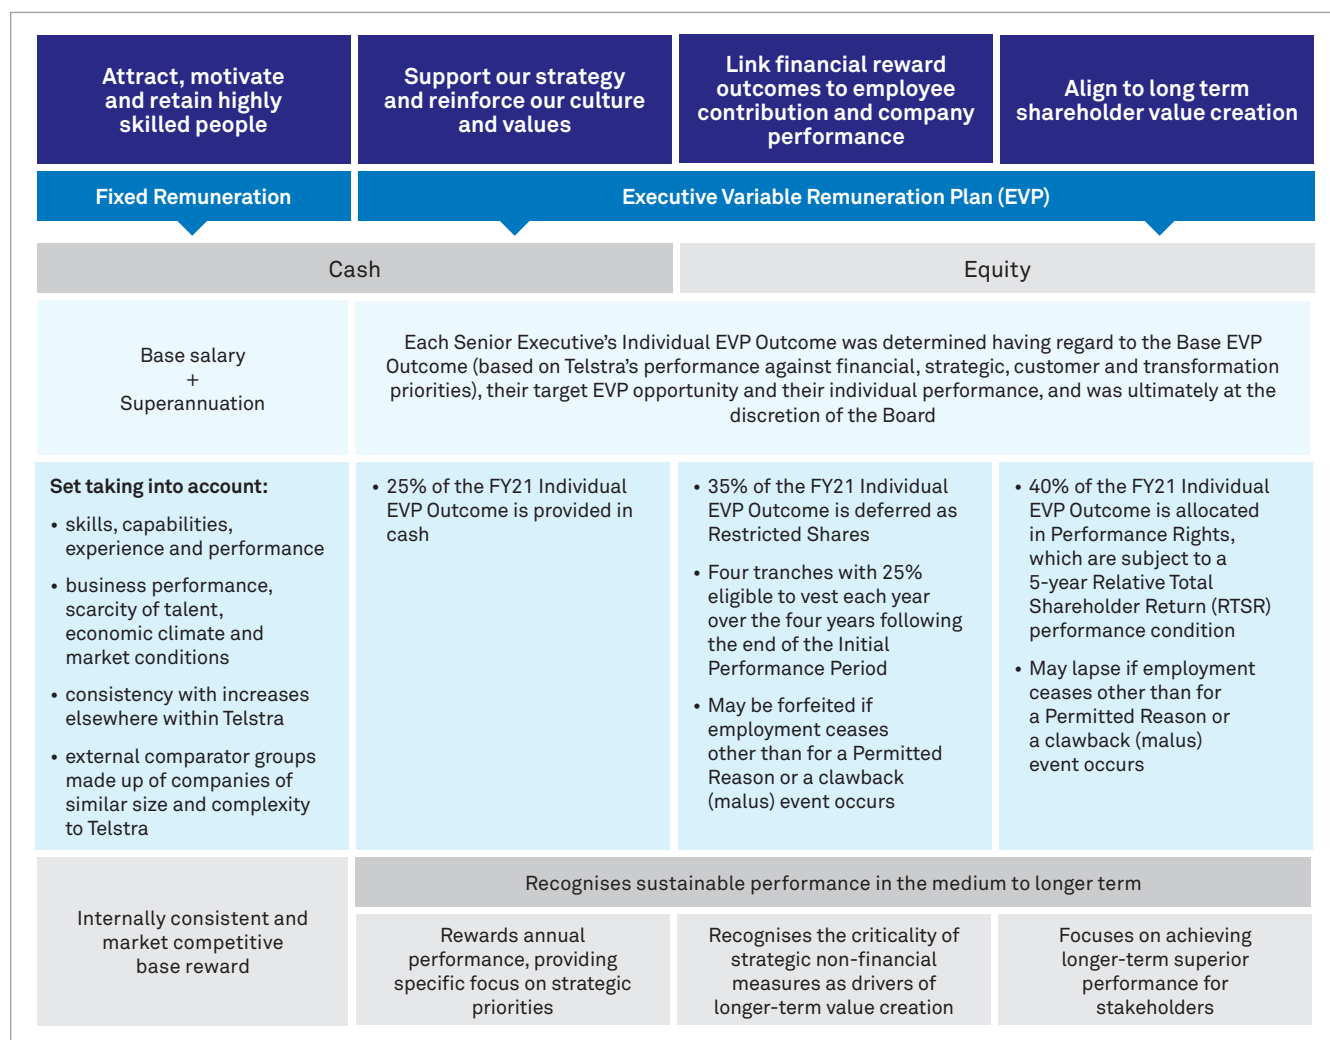 Attract, motivate
and retain highly
skilled people
Support our strategy
and reinforce our culture
and values
Link financial reward
outcomes to employee
contribution and company
performance
Align to long term
shareholder value creation
Fixed Remuneration
Executive Variable Remuneration Plan (EVP)
Cash
Equity
Base salary
+
Superannuation
Each Senior Executive’s Individual EVP Outcome was determined having regard to the Base EVP
Outcome (based on Telstra’s performance against financial, strategic, customer and transformation
priorities), their target EVP opportunity and their individual performance, and was ultimately at the
discretion of the Board
Set taking into account:
• skills, capabilities,
experience and performance
• business performance,
scarcity of talent,
economic climate and
market conditions
• consistency with increases
elsewhere within Telstra
• external comparator groups
made up of companies of
similar size and complexity
to Telstra
• 25% of the FY21 Individual
EVP Outcome is provided in
cash
• 35% of the FY21 Individual
EVP Outcome is deferred as
Restricted Shares
• Four tranches with 25%
eligible to vest each year
over the four years following
the end of the Initial
Performance Period
• May be forfeited if
employment ceases
other than for a Permitted
Reason or a clawback
(malus) event occurs
• 40% of the FY21 Individual
EVP Outcome is allocated
in Performance Rights,
which are subject to a
5-year Relative Total
Shareholder Return (RTSR)
performance condition
• May lapse if employment
ceases other than for
a Permitted Reason or
a clawback (malus)
event occurs
Internally consistent and
market competitive
base reward
Recognises sustainable performance in the medium to longer term
Rewards annual
performance, providing
specific focus on strategic
priorities
Recognises the criticality of
strategic non-financial
measures as drivers of
longer-term value creation
Focuses on achieving
longer-term superior
performance for
stakeholders